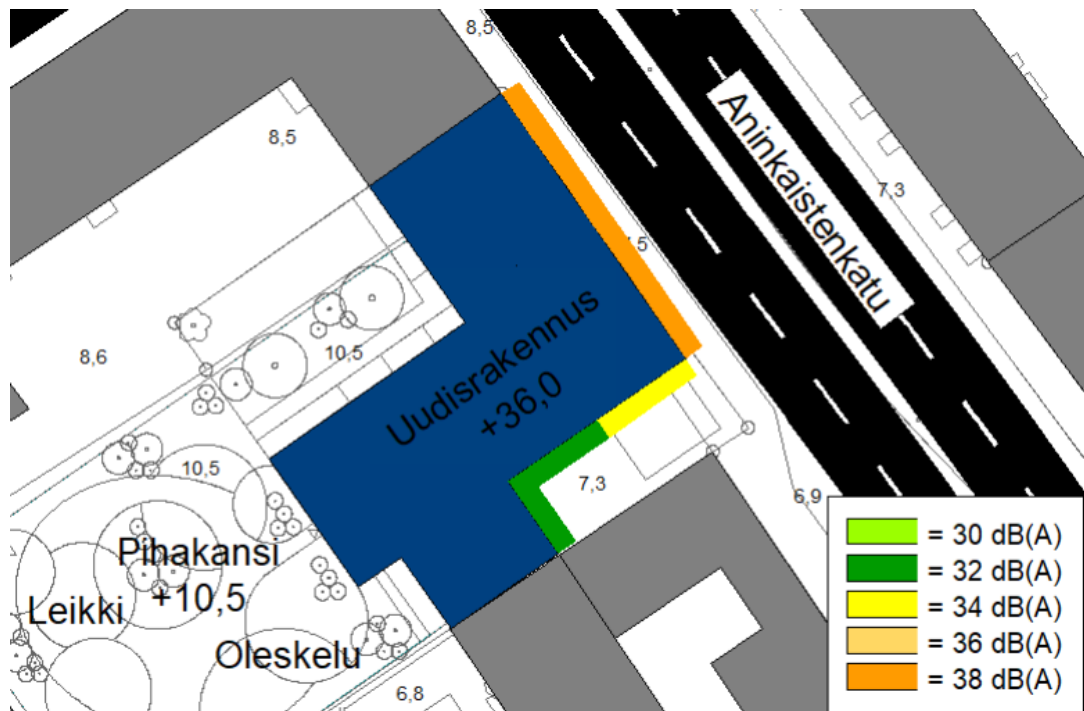 8,5
8,5
Aninkaistenkatu
7,3
,5
Uudisrakennus
+36,0
8,6
10,5
10,5
7,3
6,9
Pihakansi
+10,5
Leikki
Oleskelu
6,8
= 30 dB(A)
= 32 dB(A)
= 34 dB(A)
= 36 dB(A)
= 38 dB(A)